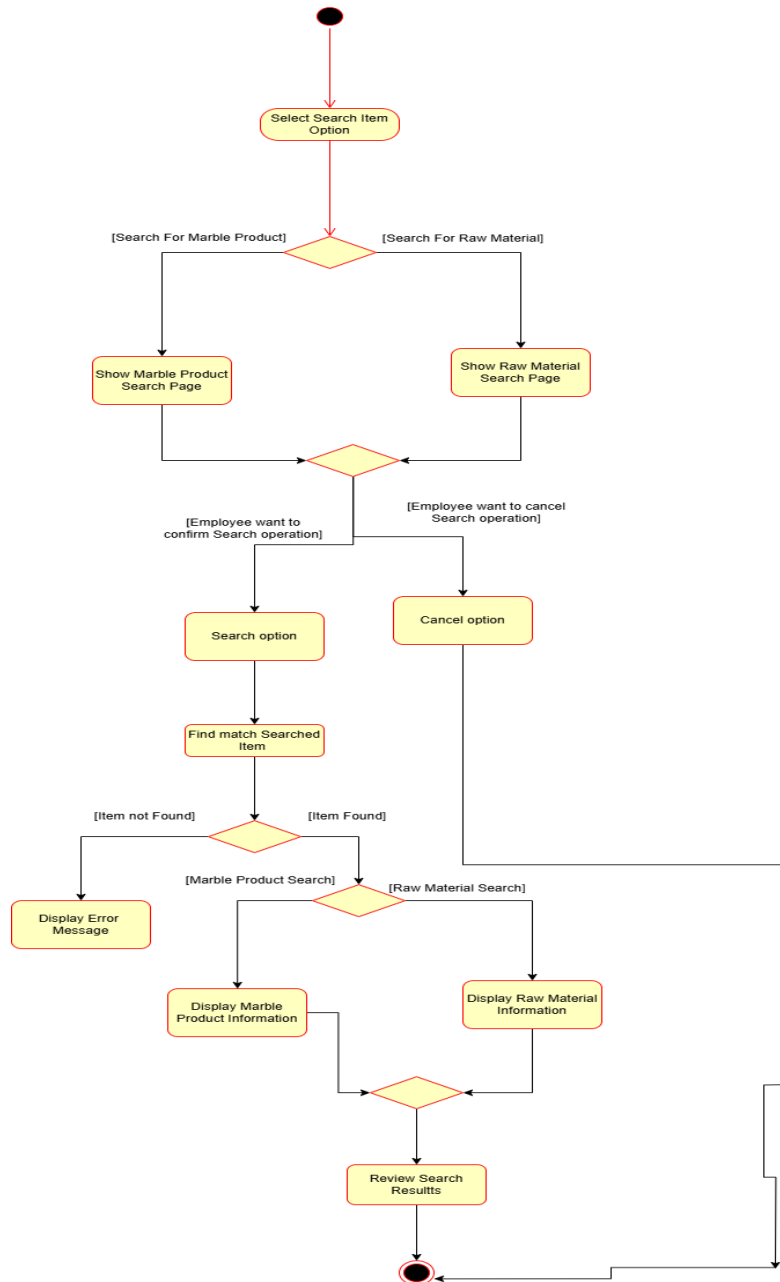 Select Search Item
Option
[Search For Marble Product]
[Search For Raw Material]
Show Marble Product
Search Page
Show Raw Material
Search Page
[Employee want to
confirm Search operation]
[Employee want to cancel
Search operation]
Search option
Cancel option
Find match Searched
Item
[Item not Found]
[Item Found]
[Marble Product Search]
[Raw Material Search]
Display Error
Message
Display Marble
Product Information
Display Raw Material
Information
Review Search
Resultts